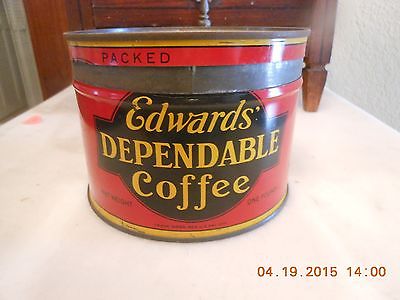 PACKED
Edwards'
DEPENDABLE
Coffee
NET WEIGHT
ONE POUND
04.19.2015 14:00